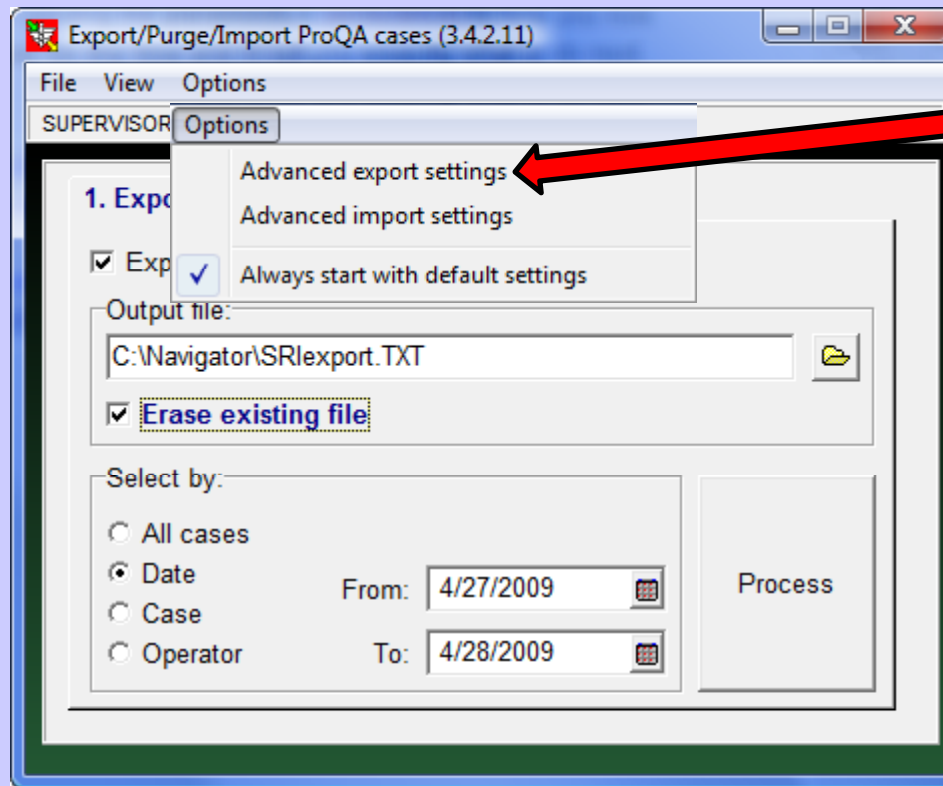 Export/Purge/Import ProQA cases (3.4.2.11)
File View Options
SUPERVISOR Options
Advanced export settings
Advanced import settings
Always start with default settings
1. Expo
Exp
Output file:
C:\Navigator\SRIexport.TXT
Erase existing file
Select by:
All cases
Date
Case
Operator
From: 4/27/2009
To: 4/28/2009
Process